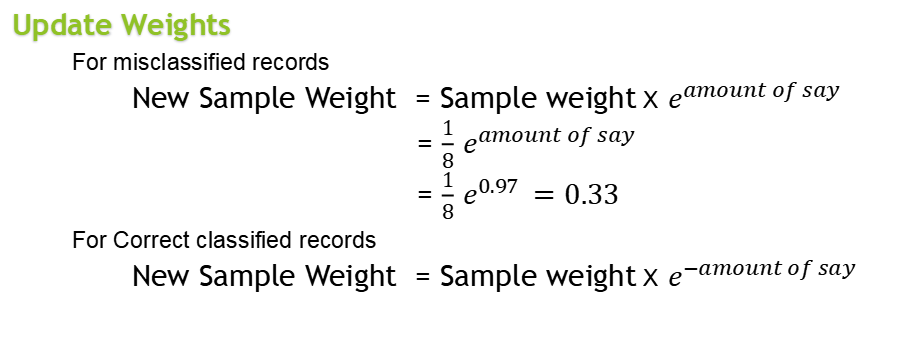 Update Weights
For misclassified records
New Sample Weight = Sample weight x e^{amount of say}
= \frac{1}{8} e^{amount of say}
= \frac{1}{8} e^{0.97} = 0.33
For Correct classified records
New Sample Weight = Sample weight x e^{−amount of say}